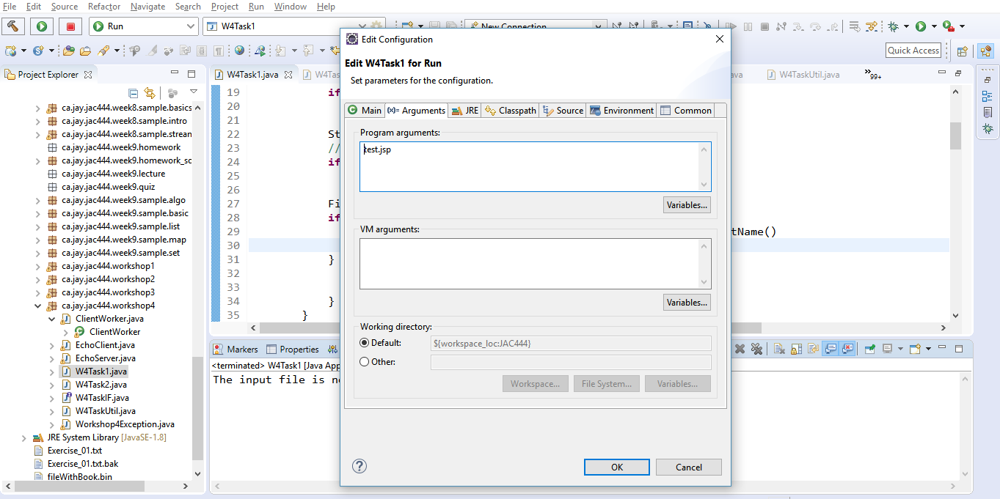 File Edit Source Refactor Navigate Search Project Run Window Help
Run W4Task1 New Connection
Quick Access
Project Explorer
ca.jay.jac444.week8.sample.basics
ca.jay.jac444.week8.sample.intro
ca.jay.jac444.week8.sample.stream
ca.jay.jac444.week9.homework
ca.jay.jac444.week9.homework_sc
ca.jay.jac444.week9.lecture
ca.jay.jac444.week9.quiz
ca.jay.jac444.week9.sample.algo
ca.jay.jac444.week9.sample.basic
ca.jay.jac444.week9.sample.list
ca.jay.jac444.week9.sample.map
ca.jay.jac444.week9.sample.set
ca.jay.jac444.workshop1
ca.jay.jac444.workshop2
ca.jay.jac444.workshop3
ca.jay.jac444.workshop4
ClientWorker.java
ClientWorker
EchoClient.java
EchoServer.java
W4Task1.java
W4Task2.java
W4TaskIF.java
W4TaskUtil.java
Workshop4Exception.java
JRE System Library [JavaSE-1.8]
Exercise_01.txt
Exercise_01.txt.bak
fileWithBook.bin
W4Task1.java W4Tas ava W4TaskUtil.java 99+
19 if
20
21
22 St
23 //
24 if
25
26
27 Fi
28 if
29 tName()
30
31 }
32
33
34 }
35 }
Markers Properties
<terminated> W4Task1 [Java App
The input file is no
Edit Configuration
Edit W4Task1 for Run
Set parameters for the configuration.
Main (x)= Arguments JRE Classpath Source Environment Common
Program arguments:
test.jsp
Variables...
VM arguments:
Variables...
Working directory:
Default: ${workspace_loc:JAC444}
Other:
Workspace... File System... Variables...
OK Cancel